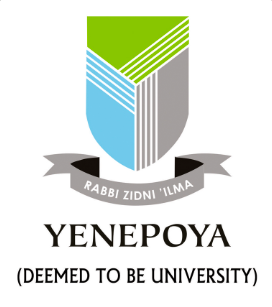 RABBI ZIDNI 'ILMA
YENEPOYA
(DEEMED TO BE UNIVERSITY)